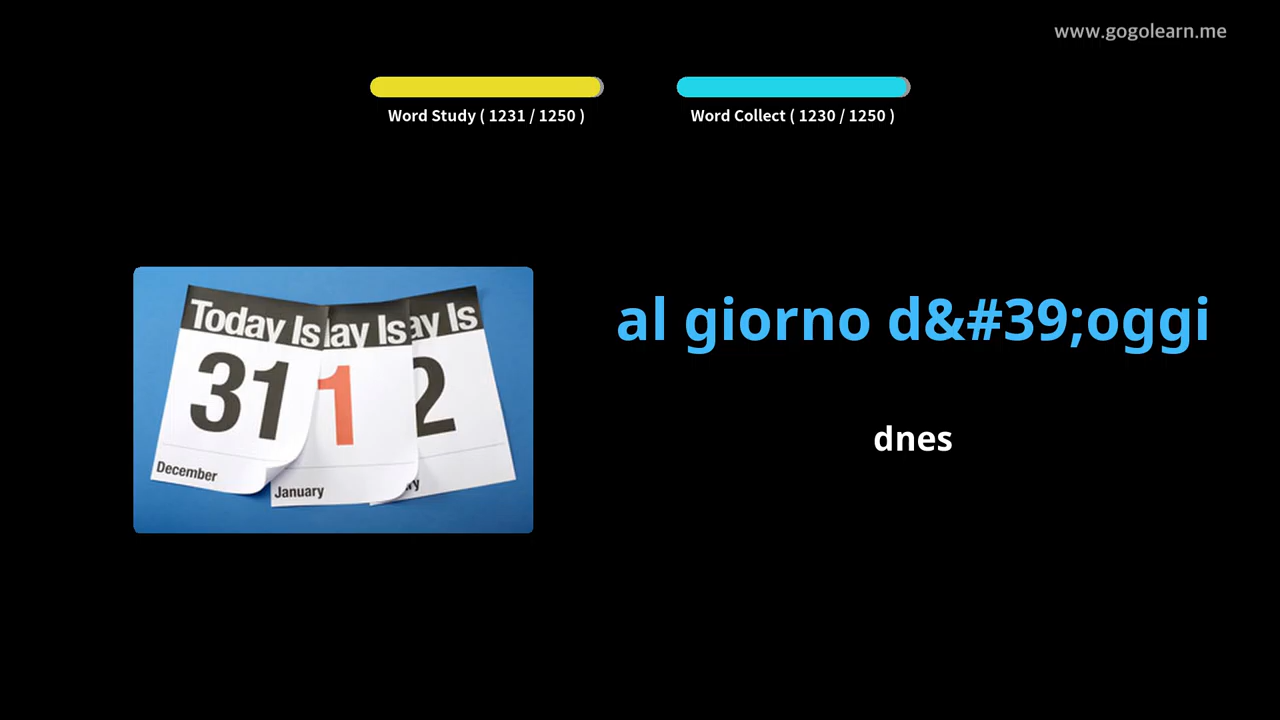 www.gogolearn.me
Word Study ( 1231 / 1250 )
Word Collect ( 1230 / 1250 )
Today Is
ay Is
ay Is
31
1
2
December
January
ry
al giorno d&#39;oggi
dnes